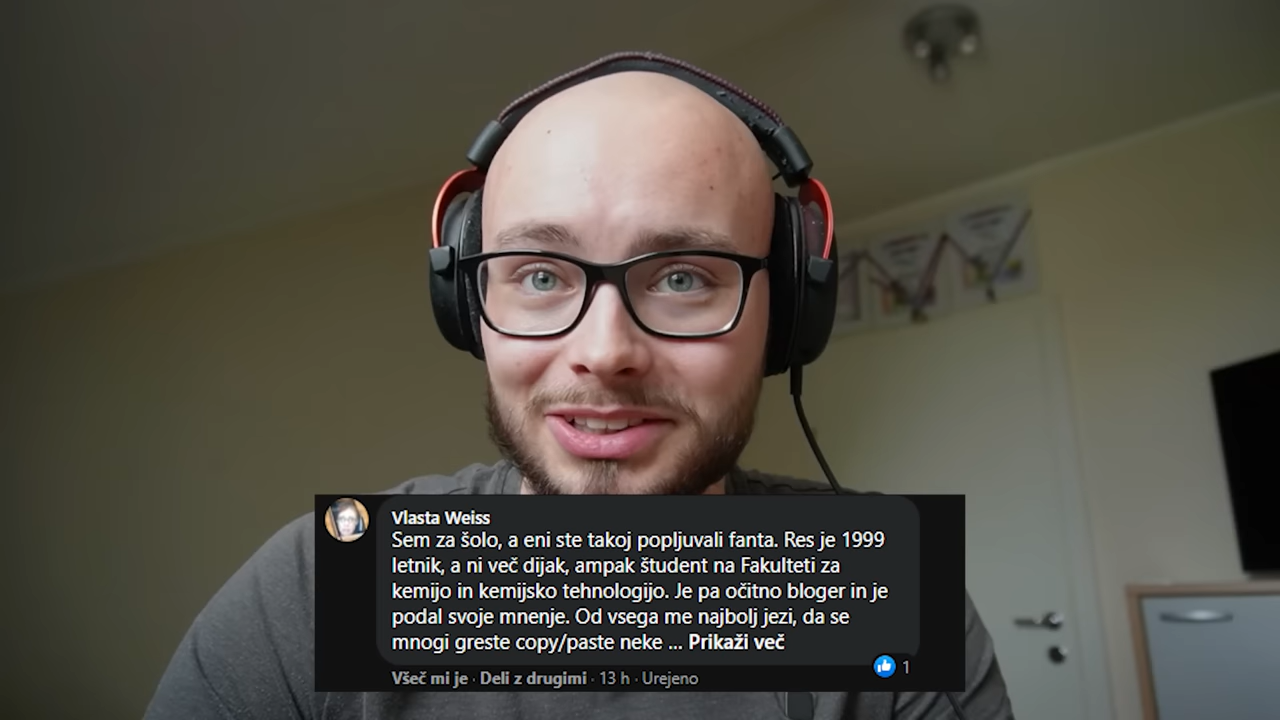 Vlasta Weiss
Sem za šolo, a eni ste takoj popljuvali fanta. Res je 1999
letnik, a ni več dijak, ampak študent na Fakulteti za
kemijo in kemijsko tehnologijo. Je pa očitno bloger in je
podal svoje mnenje. Od vsega me najbolj jezi, da se
mnogi greste copy/paste neke ... Prikaži več
1
Všeč mi je · Deli z drugimi · 13 h · Urejeno